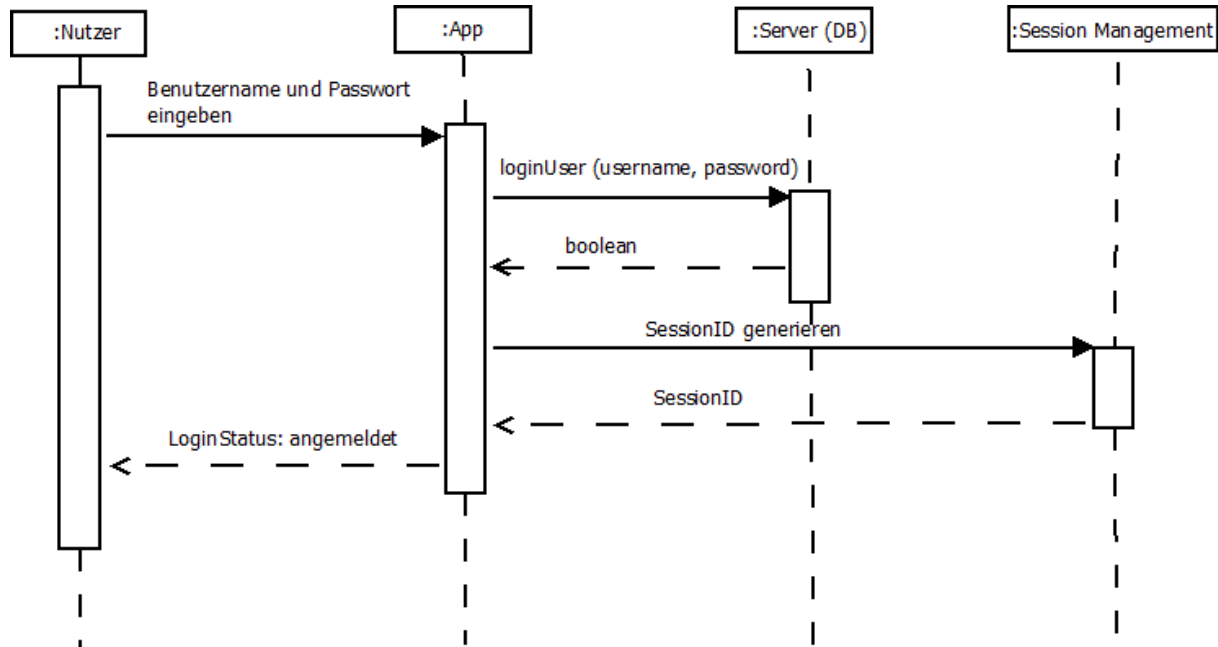 :Nutzer
:App
:Server (DB)
:Session Management
Benutzername und Passwort
eingeben
loginUser (username, password)
boolean
SessionID generieren
SessionID
LoginStatus: angemeldet